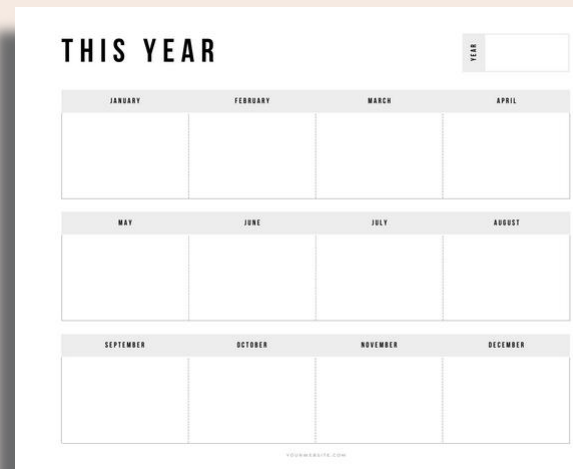 THIS YEAR
YEAR
JANUARY FEBRUARY MARCH APRIL
MAY JUNE JULY AUGUST
SEPTEMBER OCTOBER NOVEMBER DECEMBER
YOURWEBSITE.COM